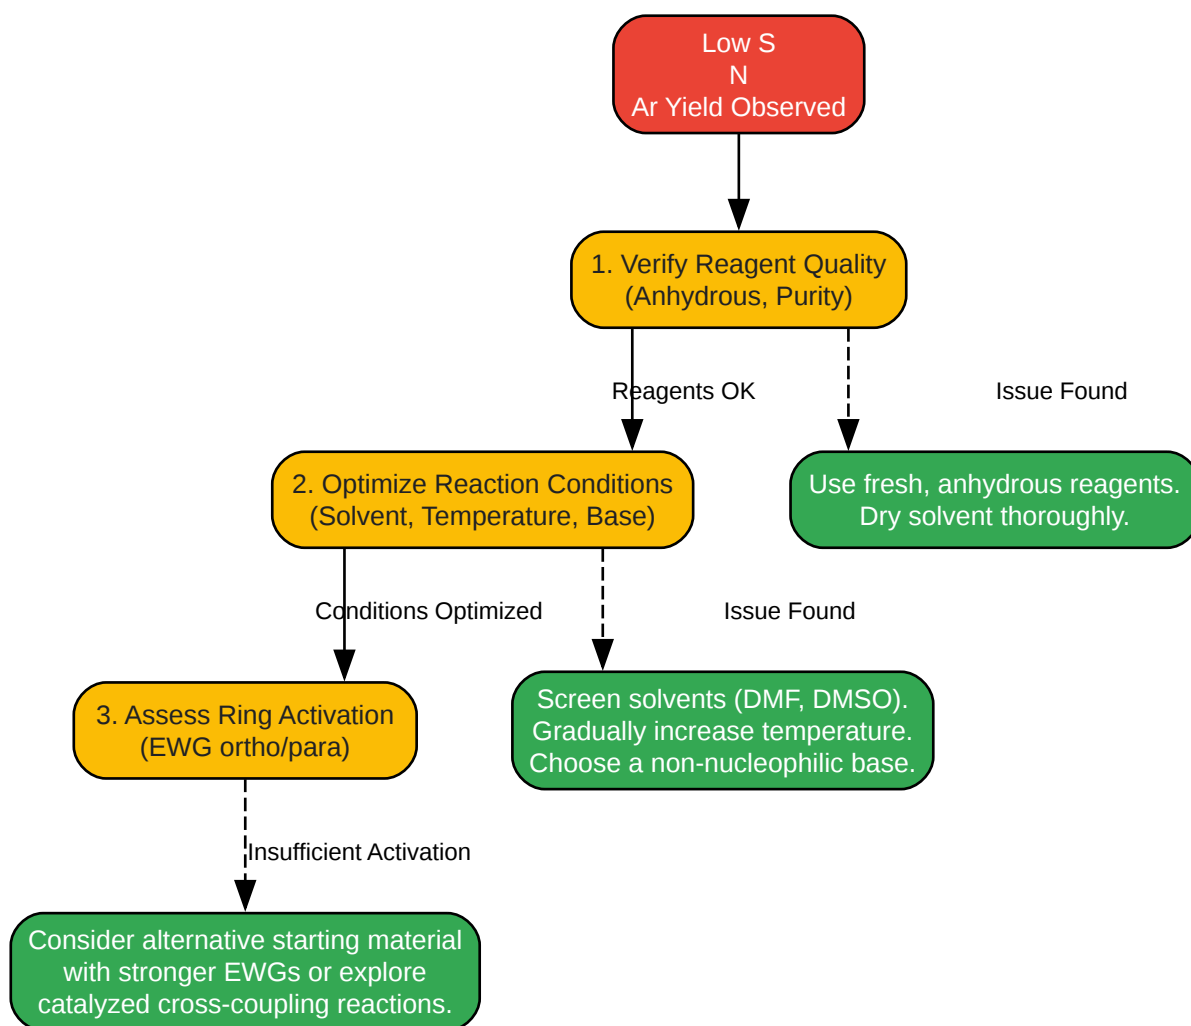 Low S
N
Ar Yield Observed
1. Verify Reagent Quality
(Anhydrous, Purity)
Reagents OK
Issue Found
2. Optimize Reaction Conditions
(Solvent, Temperature, Base)
Use fresh, anhydrous reagents.
Dry solvent thoroughly.
Conditions Optimized
Issue Found
3. Assess Ring Activation
(EWG ortho/para)
Screen solvents (DMF, DMSO).
Gradually increase temperature.
Choose a non-nucleophilic base.
Insufficient Activation
Consider alternative starting material
with stronger EWGs or explore
catalyzed cross-coupling reactions.